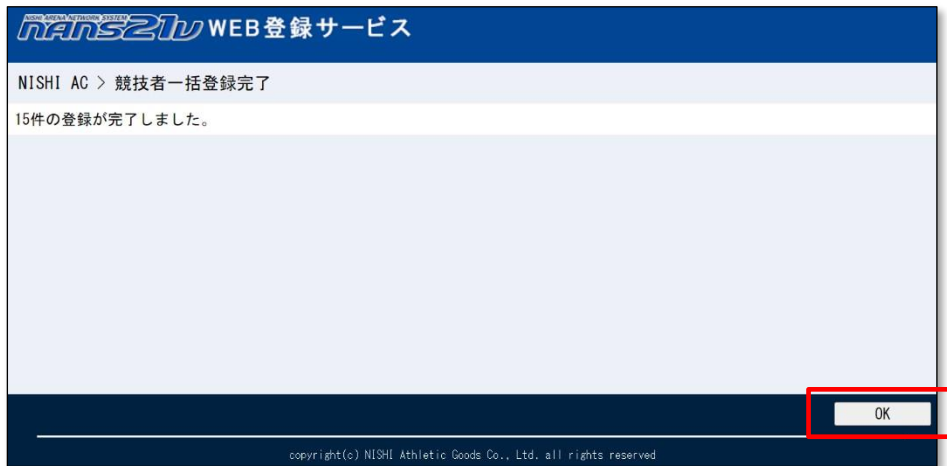 NISHI ARENA NETWORK SYSTEM
nANS21V WEB登録サービス
NISHI AC > 競技者一括登録完了
15件の登録が完了しました。
OK
copyright(c) NISHI Athletic Goods Co., Ltd. all rights reserved